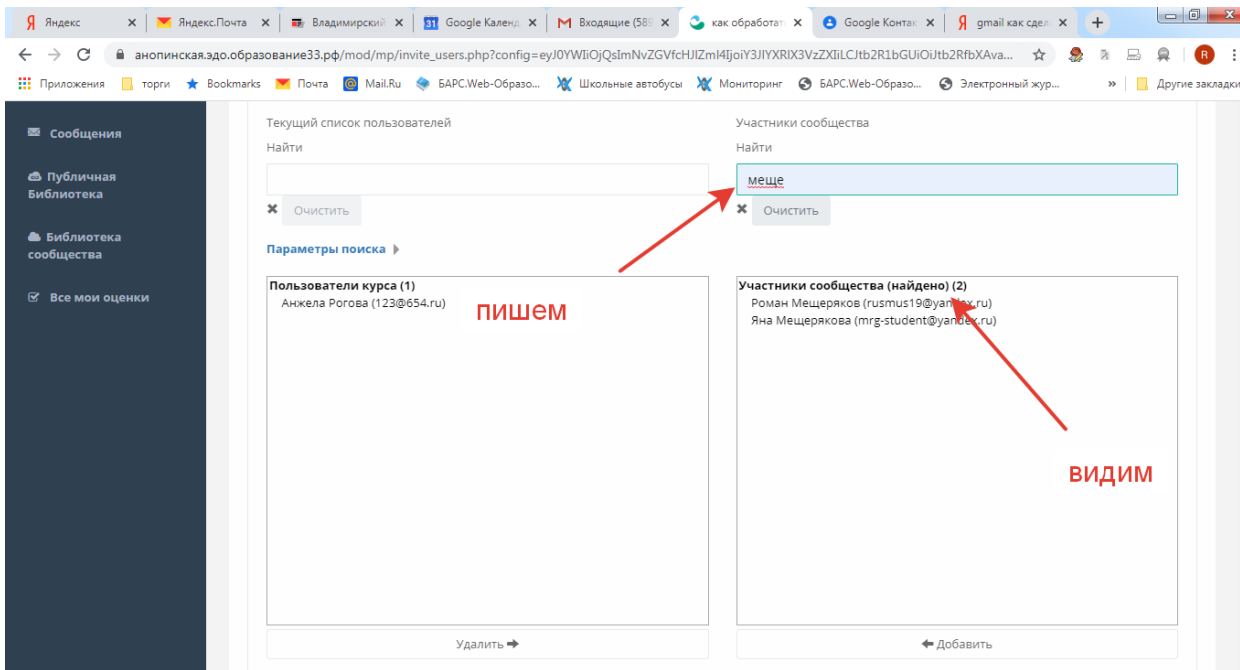 Яндекс
Яндекс.Почта
Владимирский
31 Google Календ
Входящие (589
как обработать
Google Контак
gmail как сдел
анопинская.эдо.образование33.рф/mod/mp/invite_users.php?config=
R
Приложения
торги
Bookmarks
Почта
Mail.Ru
БАРС.Web-Образо...
Школьные автобусы
Мониторинг
БАРС.Web-Образо...
Электронный жур...
»
Другие закладки
Сообщения
Публичная
Библиотека
Библиотека
сообщества
Все мои оценки
Текущий список пользователей
Найти
Очистить
Параметры поиска
Пользователи курса (1)
Анжела Рогова (123@654.ru)
пишем
Удалить
Участники сообщества
Найти
меще
Очистить
Участники сообщества (найдено) (2)
Роман Мещеряков (rusmus19@yandex.ru)
Яна Мещерякова (mrg-student@yandex.ru)
видим
Добавить